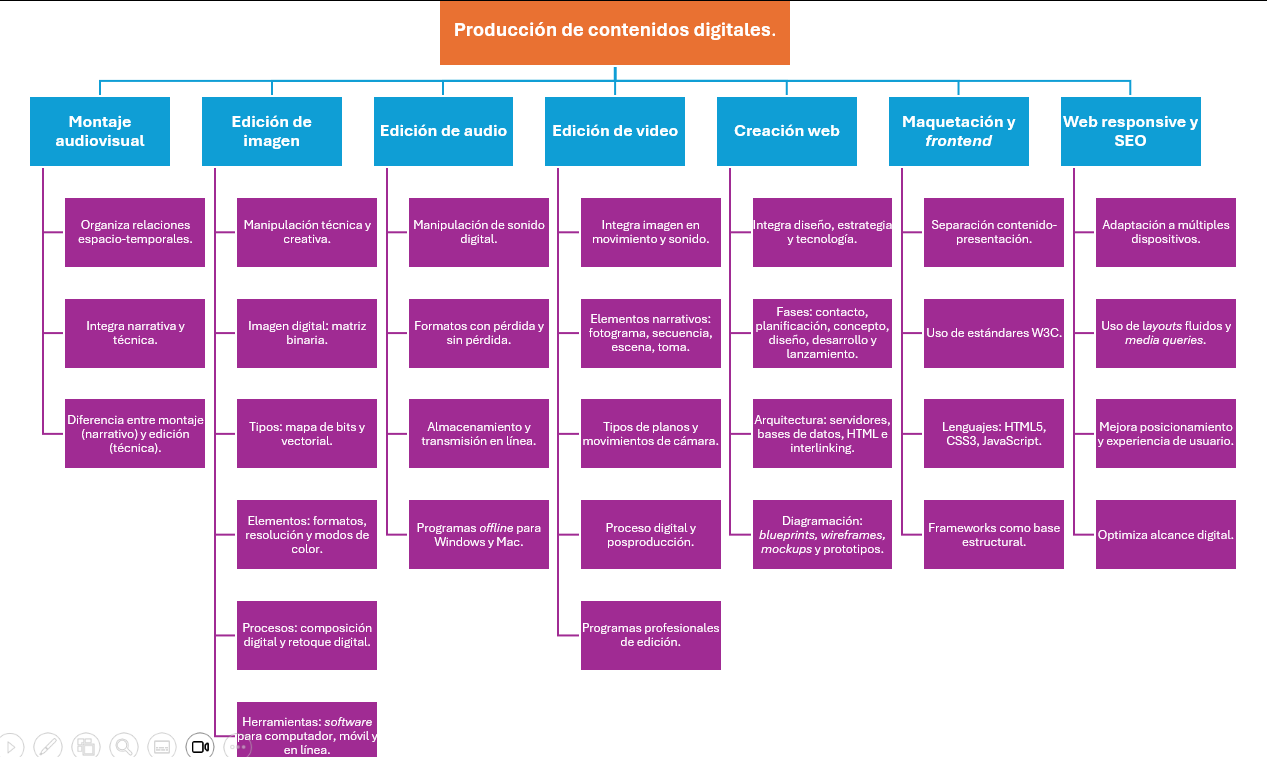 Producción de contenidos digitales.
Montaje
audiovisual
Organiza relaciones
espacio-temporales.
Integra narrativa y
técnica.
Diferencia entre montaje
(narrativo) y edición
(técnica).
Edición de
imagen
Manipulación técnica y
creativa.
Imagen digital: matriz
binaria.
Tipos: mapa de bits y
vectorial.
Elementos: formatos,
resolución y modos de
color.
Procesos: composición
digital y retoque digital.
Herramientas: software
para computador, móvil y
en línea.
Edición de audio
Manipulación de sonido
digital.
Formatos con pérdida y
sin pérdida.
Almacenamiento y
transmisión en línea.
Programas offline para
Windows y Mac.
Edición de video
Integra imagen en
movimiento y sonido.
Elementos narrativos:
fotograma, secuencia,
escena, toma.
Tipos de planos y
movimientos de cámara.
Proceso digital y
posproducción.
Programas profesionales
de edición.
Creación web
Integra diseño, estrategia
y tecnología.
Fases: contacto,
planificación, concepto,
diseño, desarrollo y
lanzamiento.
Arquitectura: servidores,
bases de datos, HTML e
interlinking.
Diagramación:
blueprints, wireframes,
mockups y prototipos.
Maquetación y
frontend
Separación contenido-
presentación.
Uso de estándares W3C.
Lenguajes: HTML5,
CSS3, JavaScript.
Frameworks como base
estructural.
Web responsive y
SEO
Adaptación a múltiples
dispositivos.
Uso de layouts fluidos y
media queries.
Mejora posicionamiento
y experiencia de usuario.
Optimiza alcance digital.